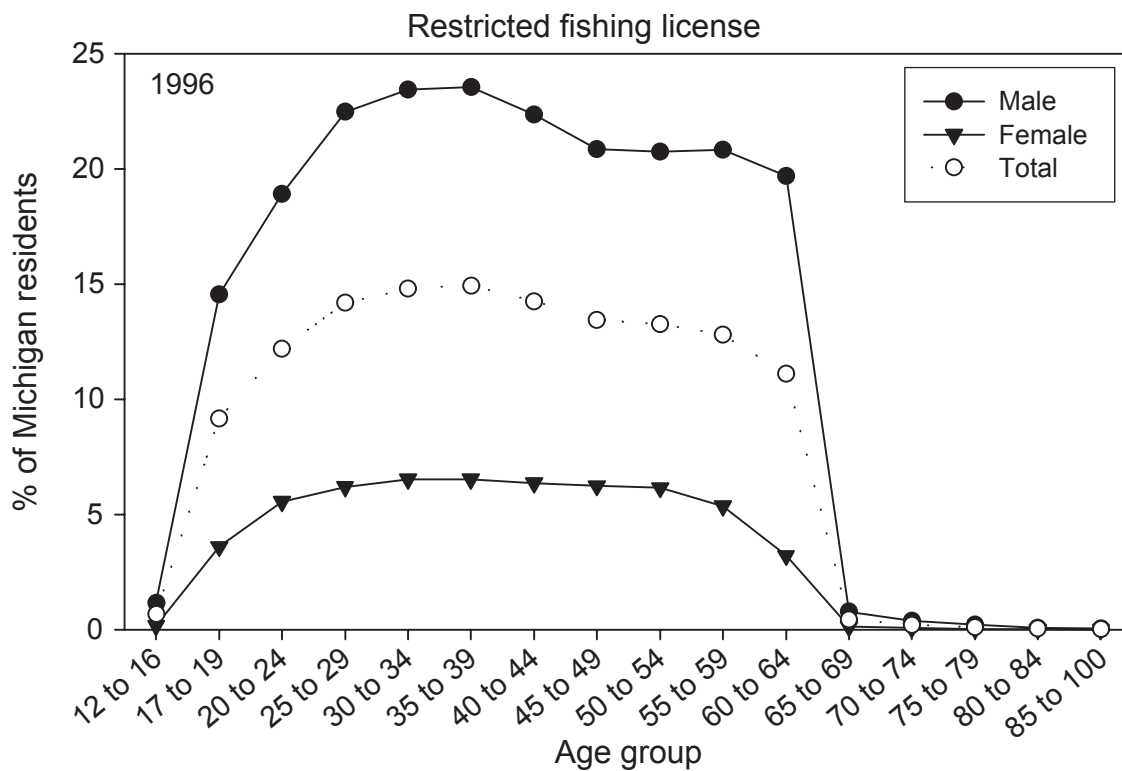 Restricted fishing license
25
1996
Male
Female
Total
20
15
10
5
0
% of Michigan residents
12 to 16
17 to 19
20 to 24
25 to 29
30 to 34
35 to 39
40 to 44
45 to 49
50 to 54
55 to 59
60 to 64
65 to 69
70 to 74
75 to 79
80 to 84
85 to 100
Age group